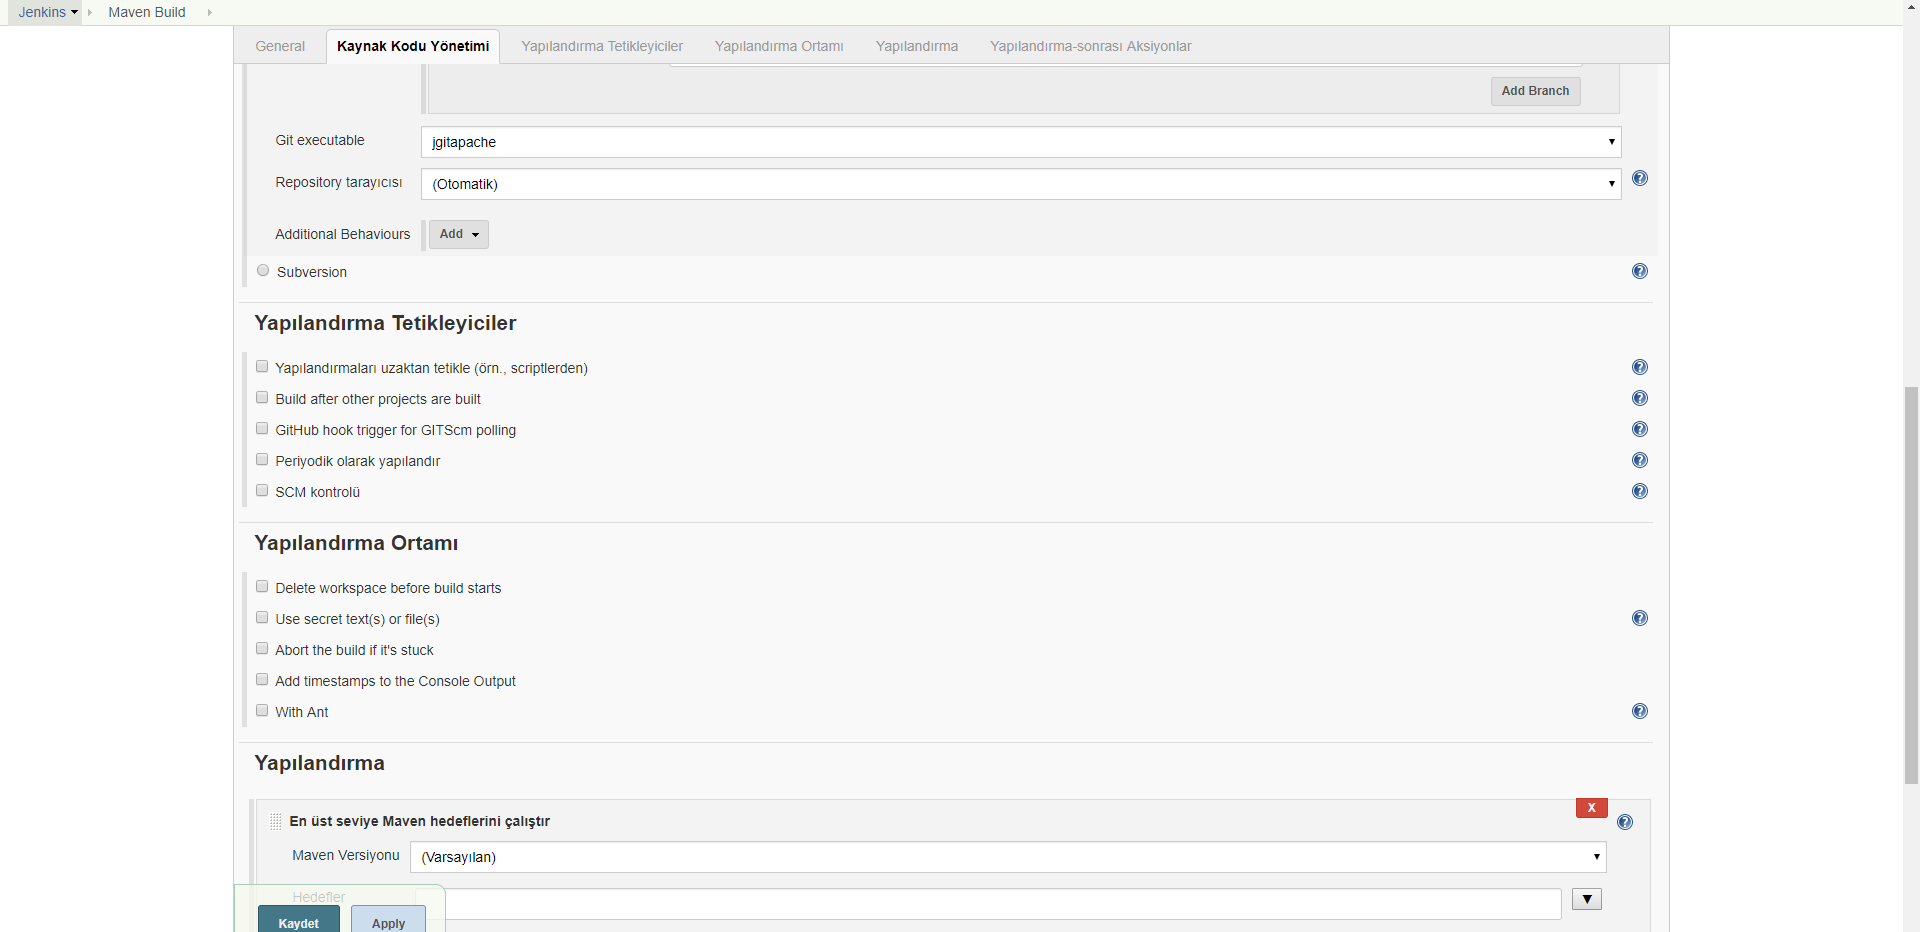 Jenkins Maven Build
General Kaynak Kodu Yönetimi Yapılandırma Tetikleyiciler Yapılandırma Ortamı Yapılandırma Yapılandırma-sonrası Aksiyonlar
Add Branch
Git executable jgitapache
Repository tarayıcısı (Otomatik)
Additional Behaviours Add
Subversion
Yapılandırma Tetikleyiciler
Yapılandırmaları uzaktan tetikle (örn., scriptlerden)
Build after other projects are built
GitHub hook trigger for GITScm polling
Periyodik olarak yapılandır
SCM kontrolü
Yapılandırma Ortamı
Delete workspace before build starts
Use secret text(s) or file(s)
Abort the build if it's stuck
Add timestamps to the Console Output
With Ant
Yapılandırma
X
En üst seviye Maven hedeflerini çalıştır
Maven Versiyonu (Varsayılan)
Hedefler
Kaydet Apply